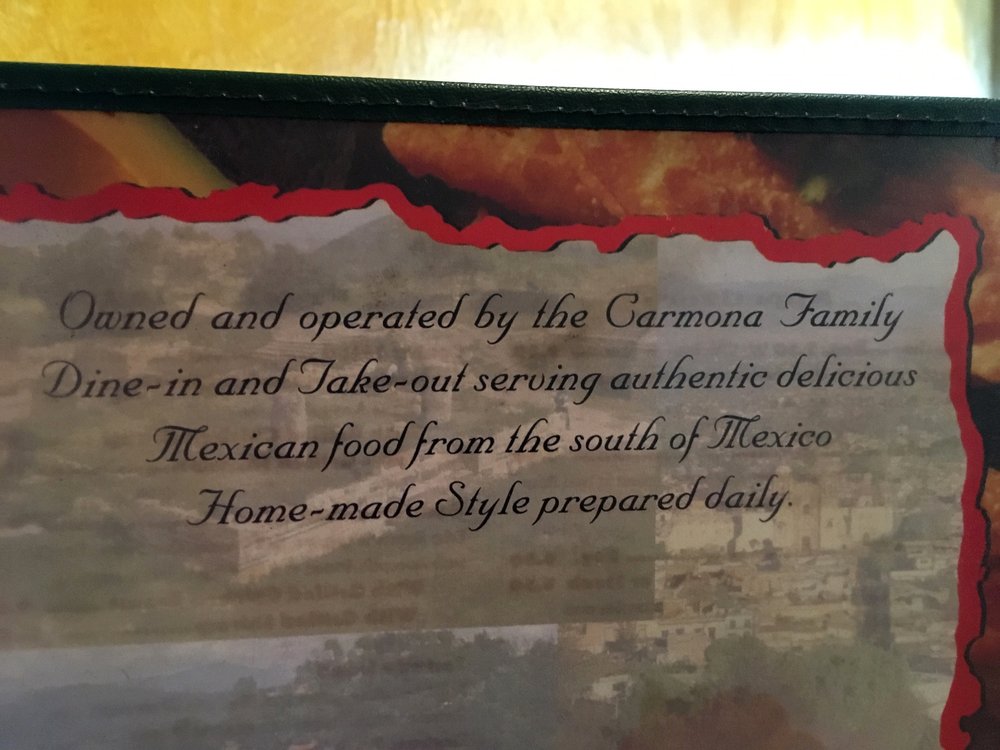 Owned and operated by the Carmona Family
Dine-in and Take-out serving authentic delicious
Mexican food from the south of Mexico
Home-made Style prepared daily.